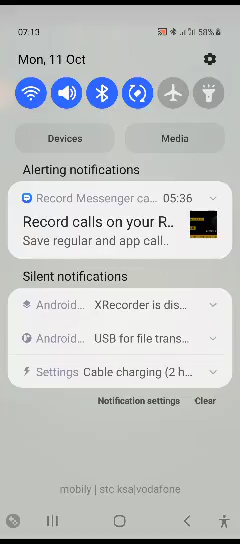 07:13
58%
Mon, 11 Oct
Devices
Media
Alerting notifications
Record Messenger ca... 05:36
Record calls on your R..
Save regular and app call..
Silent notifications
Android... XRecorder is dis...
Android... USB for file trans...
Settings Cable charging (2 h...
Notification settings Clear
mobily | stc ksa|vodafone